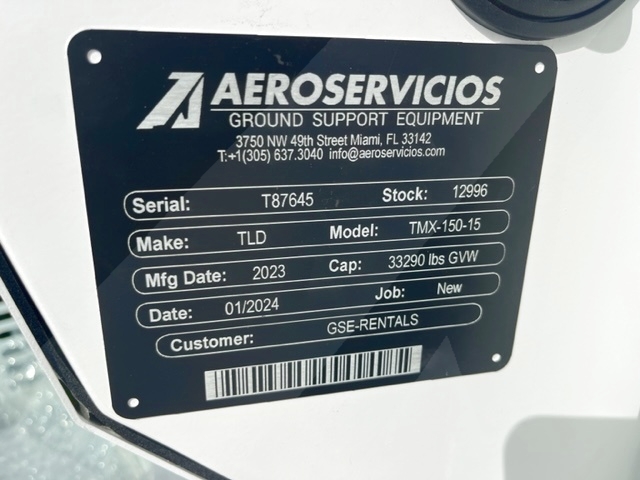 AEROSERVICIOS
GROUND SUPPORT EQUIPMENT
3750 NW 49th Street Miami, FL 33142
T:+1(305) 637.3040 info@aeroservicios.com
Serial: T87645 Stock: 12996
Make: TLD Model: TMX-150-15
Mfg Date: 2023 Cap: 33290 lbs GVW
Date: 01/2024 Job: New
Customer: GSE-RENTALS